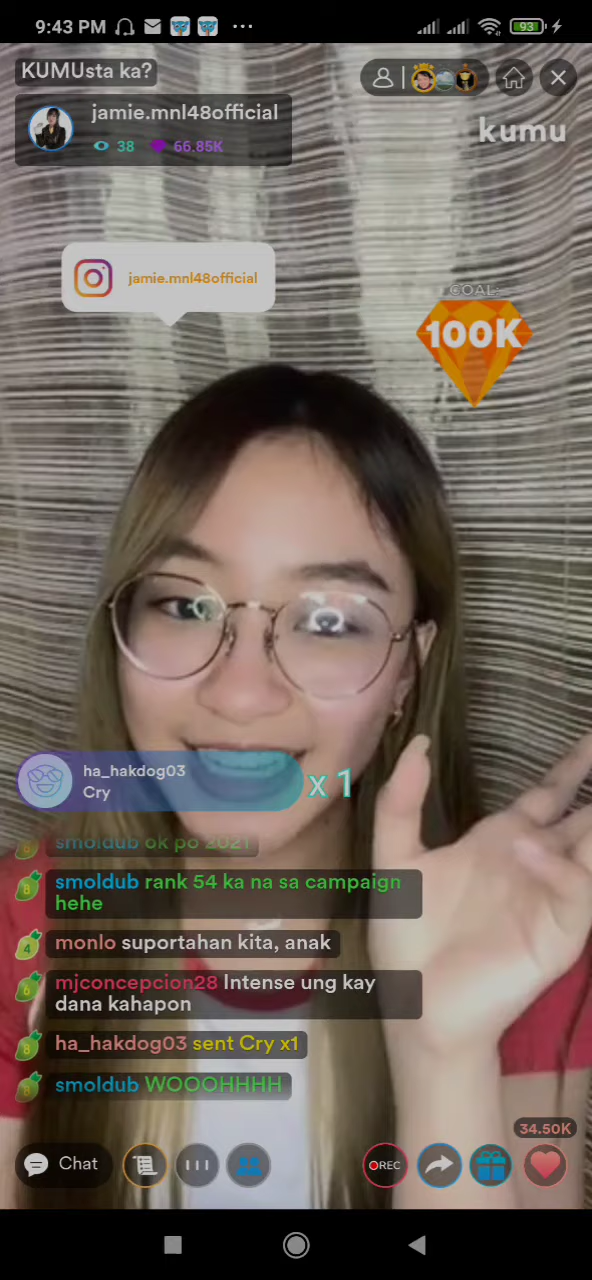 9:43 PM
93
KUMUsta ka?
jamie.mnl48official
38 66.85K
kumu
jamie.mnl48official
GOAL:
100K
ha_hakdog03
Cry
x 1
smoldub ok po 2021
smoldub rank 54 ka na sa campaign
hehe
monlo suportahan kita, anak
mjconcepcion28 Intense ung kay
dana kahapon
ha_hakdog03 sent Cry x1
smoldub WOOOHHHH
34.50K
Chat
REC